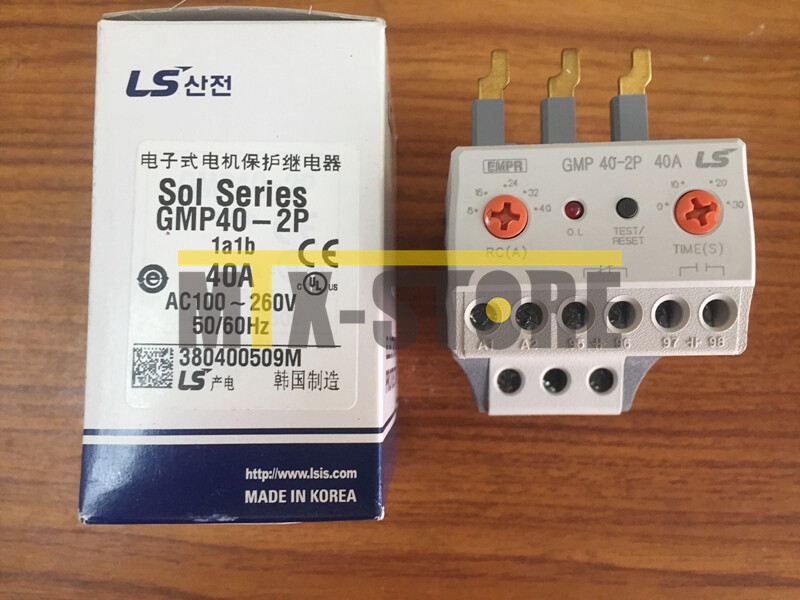 LS 산전
电子式电机保护继电器
Sol Series
GMP40-2P
1a1b
40A
AC100~260V
50/60Hz
CE
C UL US
380400509M
LS 产电 韩国制造
http://www.lsis.com
MADE IN KOREA
EMPR GMP 40-2P 40A LS
16 24 32 40
O.L
TEST/
RESET
0 10 20 30
RC(A)
TIME(S)
A1 A2 95 96 97 98
MTX-STORE